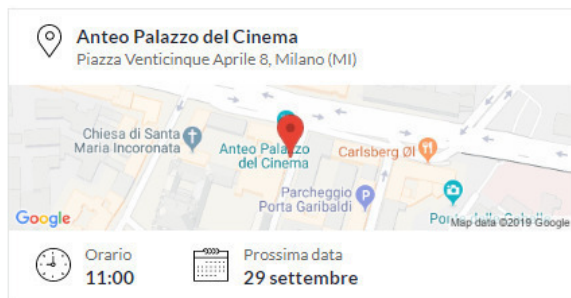 Anteo Palazzo del Cinema
Piazza Venticinque Aprile 8, Milano (MI)
Chiesa di Santa
Maria Incoronata
Anteo Palazzo
del Cinema
Carlsberg Øl
Parcheggio
Porta Garibaldi
Google
Map data ©2019 Google
Orario
11:00
Prossima data
29 settembre